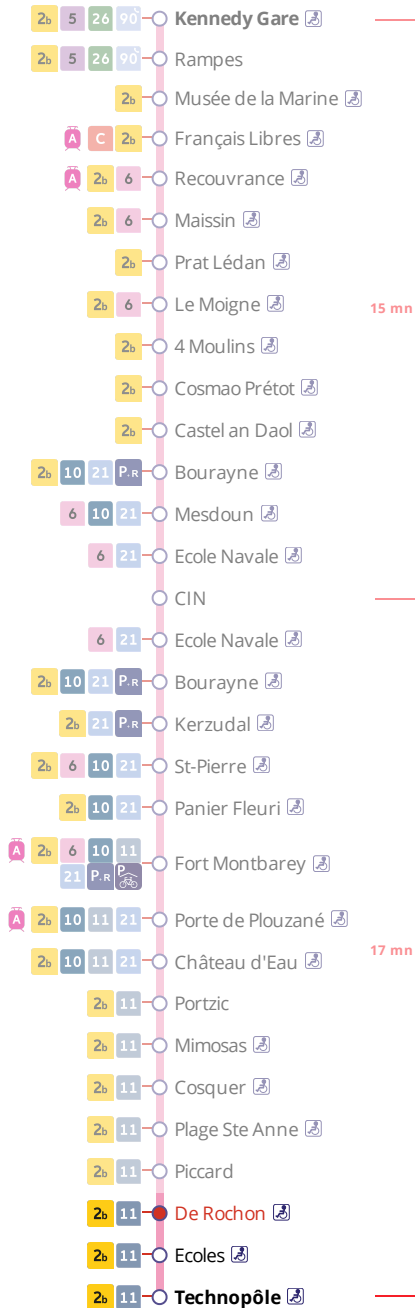 2b 5 26 90 Kennedy Gare
2b 5 26 90 Rampes
2b Musée de la Marine
A C 2b Français Libres
A 2b 6 Recouvrance
2b 6 Maissin
2b Prat Lédan
2b 6 Le Moigne
15 mn
2b 4 Moulins
2b Cosmao Prétot
2b Castel an Daol
2b 10 21 P+R Bourayne
6 10 21 Mesdoun
6 21 Ecole Navale
CIN
6 21 Ecole Navale
2b 10 21 P+R Bourayne
2b 21 P+R Kerzudal
2b 6 10 21 St-Pierre
2b 10 21 Panier Fleuri
A 2b 6 10 11
21 P+R P Fort Montbarey
A 2b 10 11 21 Porte de Plouzané
17 mn
2b 10 11 21 Château d'Eau
2b 11 Portzic
2b 11 Mimosas
2b 11 Cosquer
2b 11 Plage Ste Anne
2b 11 Piccard
2b 11 De Rochon
2b 11 Ecoles
2b 11 Technopôle